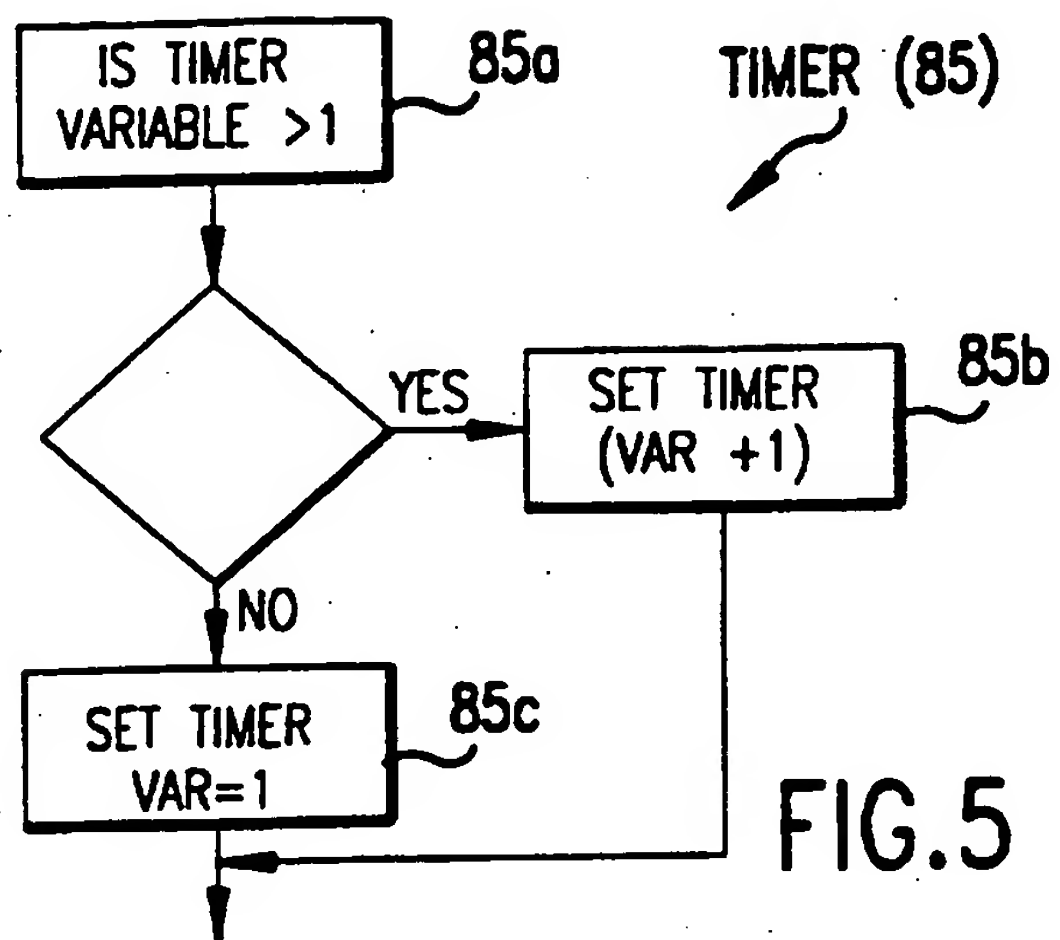 IS TIMER
VARIABLE >1
85a
TIMER (85)
YES
SET TIMER
(VAR +1)
85b
NO
SET TIMER
VAR=1
85c
FIG.5